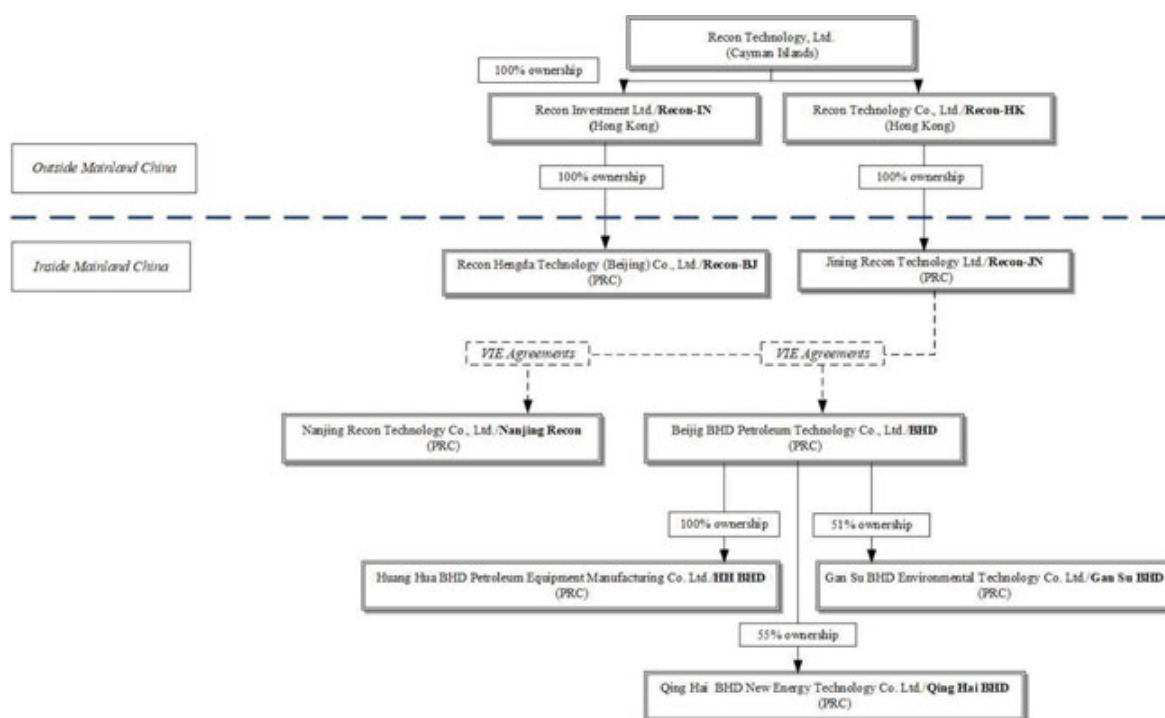 Recon Technology, Ltd.
(Cayman Islands)
100% ownership
Recon Investment Ltd./Recon-IN
(Hong Kong)
Recon Technology Co., Ltd/Recon-HK
(Hong Kong)
Outside Mainland China
100% ownership
100% ownership
Inside Mainland China
Recon Hengda Technology (Beijing) Co., Ltd./Recon-BJ
(PRC)
Jining Recon Technology Ltd./Recon-JN
(PRC)
VIE Agreements
VIE Agreements
Nanjing Recon Technology Co., Ltd/Nanjing Recon
(PRC)
Beijig BHD Petroleum Technology Co., Ltd./BHD
(PRC)
100% ownership
51% ownership
Huang Hua BHD Petroleum Equipment Manufacturing Co. Ltd./HH BHD
(PRC)
Gan Su BHD Environmental Technology Co. Ltd./Gan Su BHD
(PRC)
55% ownership
Qing Hai BHD New Energy Technology Co. Ltd./Qing Hai BHD
(PRC)